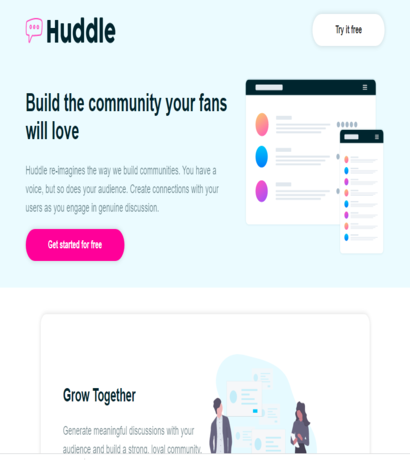 Huddle
Try it free
Build the community your fans
will love
Huddle re-imagines the way we build communities. You have a
voice, but so does your audience. Create connections with your
users as you engage in genuine discussion.
Get started for free
Grow Together
Generate meaningful discussions with your
audience and build a strong, loyal community.